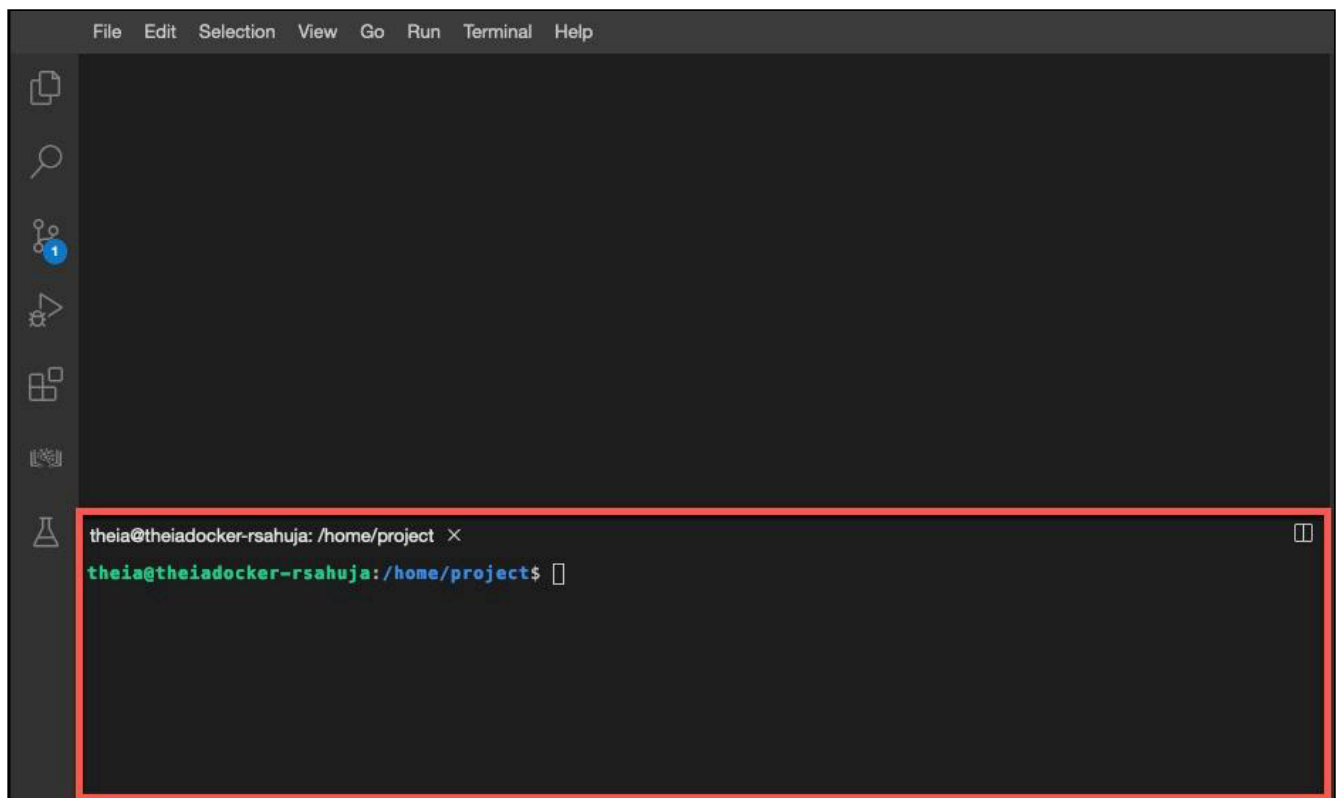 File Edit Selection View Go Run Terminal Help
1
theia@theiadocker-rsahuja: /home/project ×
theia@theiadocker-rsahuja:/home/project$